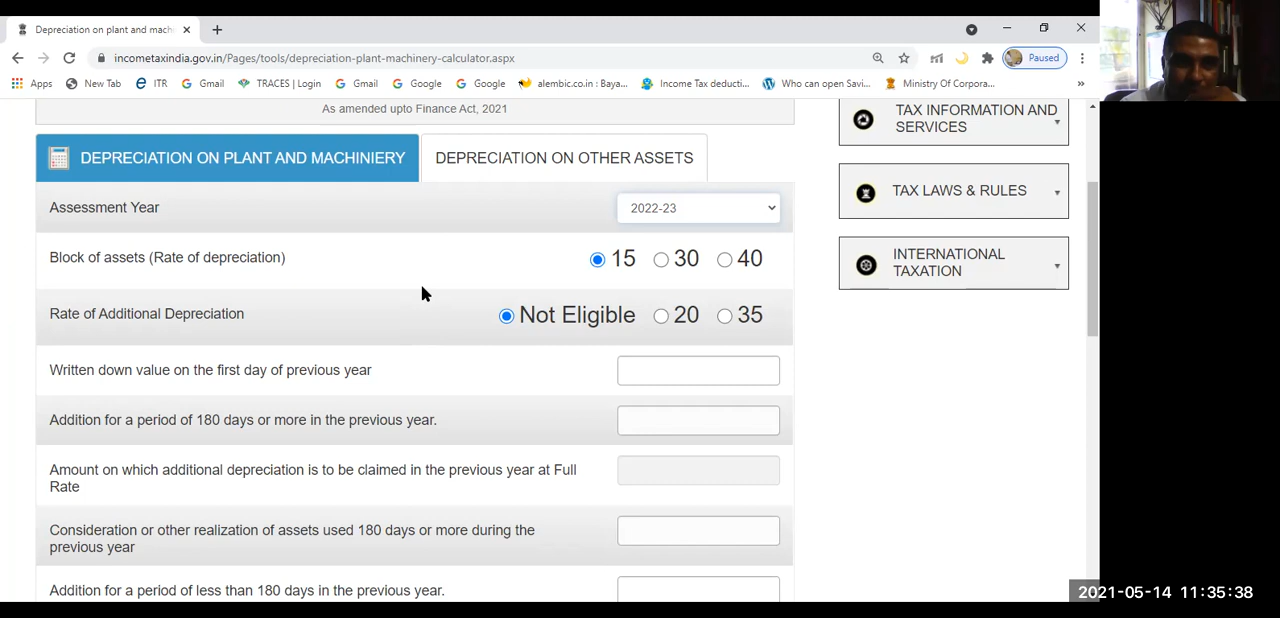 Depreciation on plant and mach
incometaxindia.gov.in/Pages/tools/depreciation-plant-machinery-calculator.aspx
Paused
Apps
New Tab
ITR
Gmail
TRACES | Login
Gmail
Google
Google
alembic.co.in : Baya...
Income Tax deducti...
Who can open Savi...
Ministry Of Corpora...
»
As amended upto Finance Act, 2021
DEPRECIATION ON PLANT AND MACHINIERY
DEPRECIATION ON OTHER ASSETS
Assessment Year
2022-23
Block of assets (Rate of depreciation)
15 30 40
Rate of Additional Depreciation
Not Eligible 20 35
Written down value on the first day of previous year
Addition for a period of 180 days or more in the previous year.
Amount on which additional depreciation is to be claimed in the previous year at Full
Rate
Consideration or other realization of assets used 180 days or more during the
previous year
Addition for a period of less than 180 days in the previous year.
TAX INFORMATION AND
SERVICES
TAX LAWS & RULES
INTERNATIONAL
TAXATION
2021-05-14 11:35:38